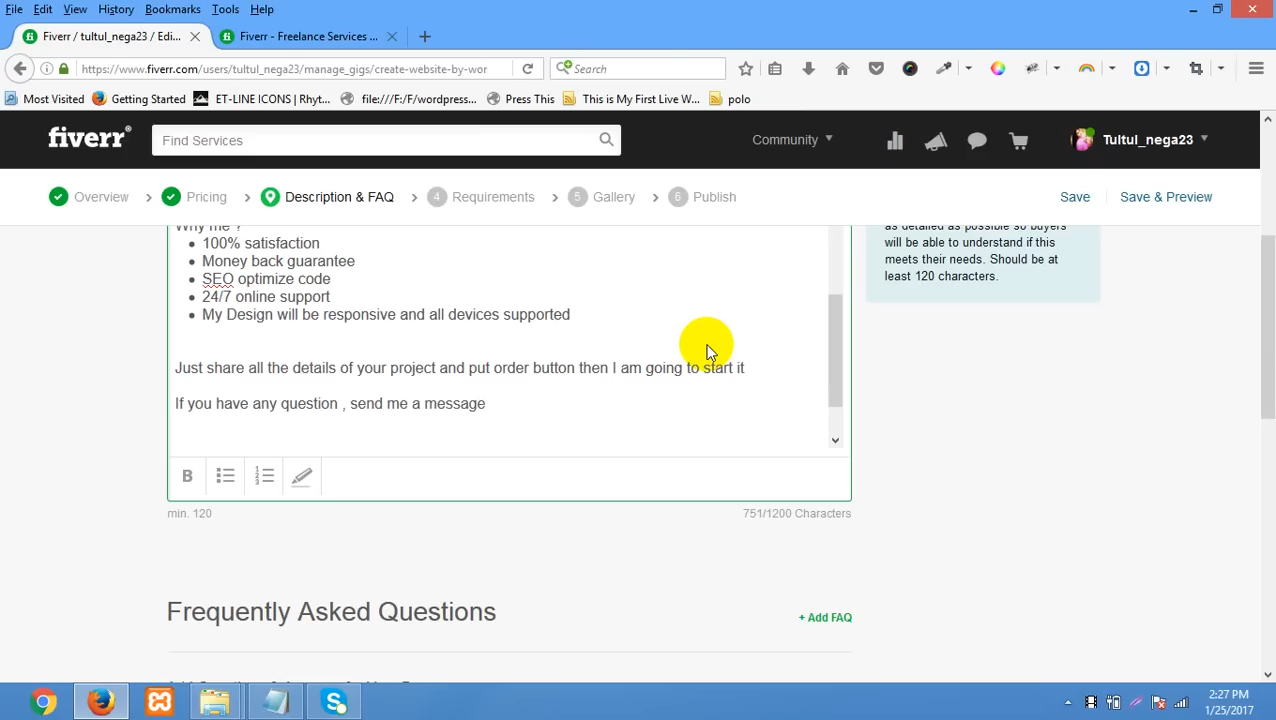 File Edit View History Bookmarks Tools Help
Fiverr / tultul_nega23 / Edi...
Fiverr - Freelance Services ...
https://www.fiverr.com/users/tultul_nega23/manage_gigs/create-website-by-wor
Search
Most Visited
Getting Started
ET-LINE ICONS | Rhyt...
file:///F:/F/wordpress...
Press This
This is My First Live W...
polo
fiverr®
Find Services
Community
Tultul_nega23
Overview
Pricing
Description & FAQ
4 Requirements
5 Gallery
6 Publish
Save
Save & Preview
Why me ?
100% satisfaction
Money back guarantee
SEO optimize code
24/7 online support
My Design will be responsive and all devices supported
Just share all the details of your project and put order button then I am going to start it
If you have any question , send me a message
as detailed as possible so buyers
will be able to understand if this
meets their needs. Should be at
least 120 characters.
B
min. 120
751/1200 Characters
Frequently Asked Questions
+ Add FAQ
2:27 PM
1/25/2017